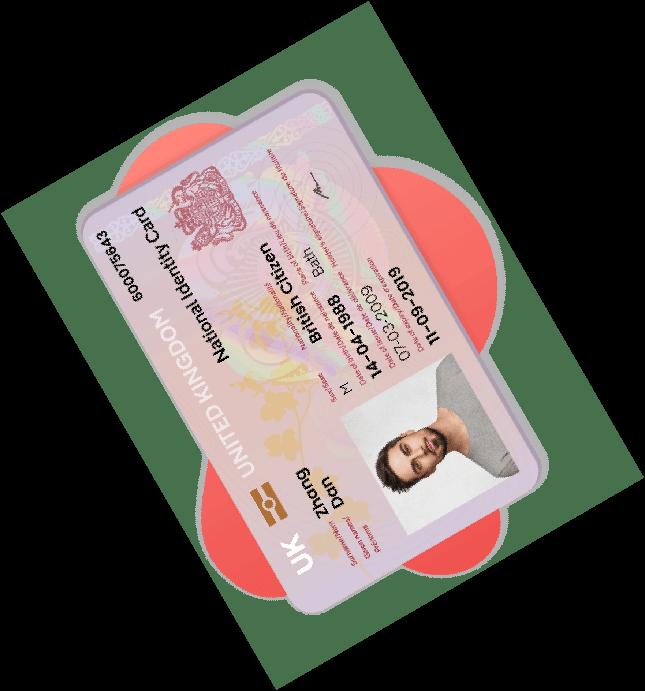 UK
UNITED KINGDOM
National Identity Card
600075643
Surname/Nom
Zhang
Given names/
Prénoms
Dan
Sex/Sexe
M
Nationality/Nationalité
British Citizen
Date of birth/Date de naissance
14-04-1988
Place of birth/Lieu de naissance
Bath
Date of issue/Date de délivrance
07-03-2009
Holder's signature/Signature du titulaire
Date of expiry/Date d'expiration
11-09-2019